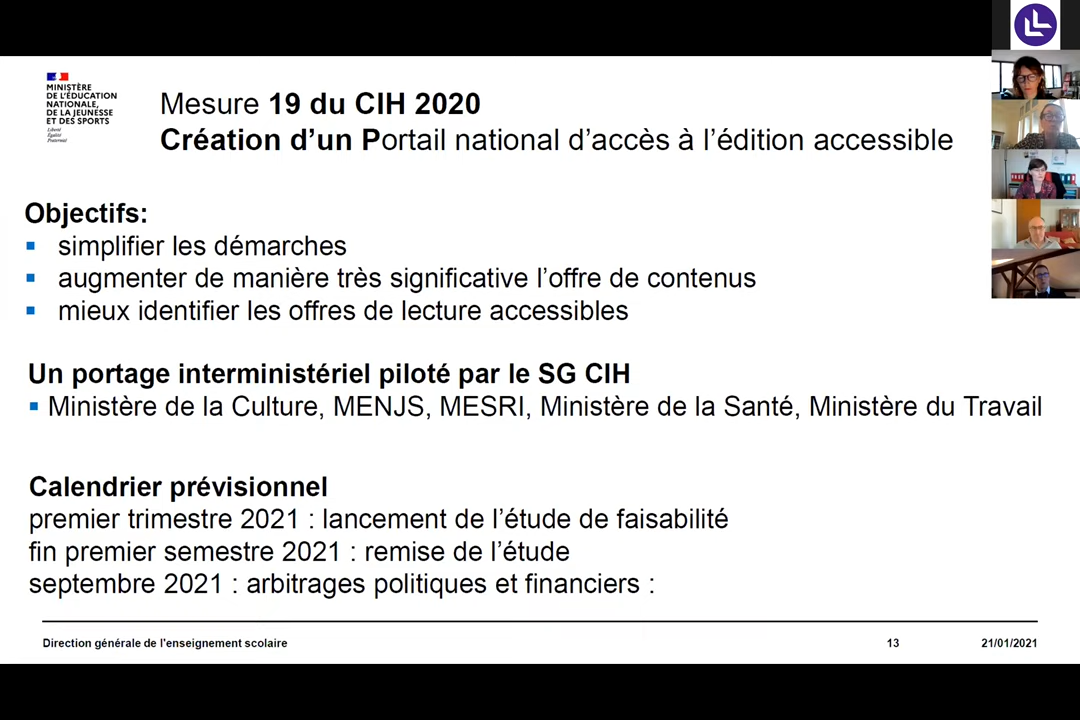 MINISTÈRE
DE L'ÉDUCATION
NATIONALE,
DE LA JEUNESSE
ET DES SPORTS
Liberté
Égalité
Fraternité
Mesure 19 du CIH 2020
Création d’un Portail national d’accès à l’édition accessible
Objectifs:
▪ simplifier les démarches
▪ augmenter de manière très significative l’offre de contenus
▪ mieux identifier les offres de lecture accessibles
Un portage interministériel piloté par le SG CIH
▪ Ministère de la Culture, MENJS, MESRI, Ministère de la Santé, Ministère du Travail
Calendrier prévisionnel
premier trimestre 2021 : lancement de l’étude de faisabilité
fin premier semestre 2021 : remise de l’étude
septembre 2021 : arbitrages politiques et financiers :
Direction générale de l'enseignement scolaire 13 21/01/2021